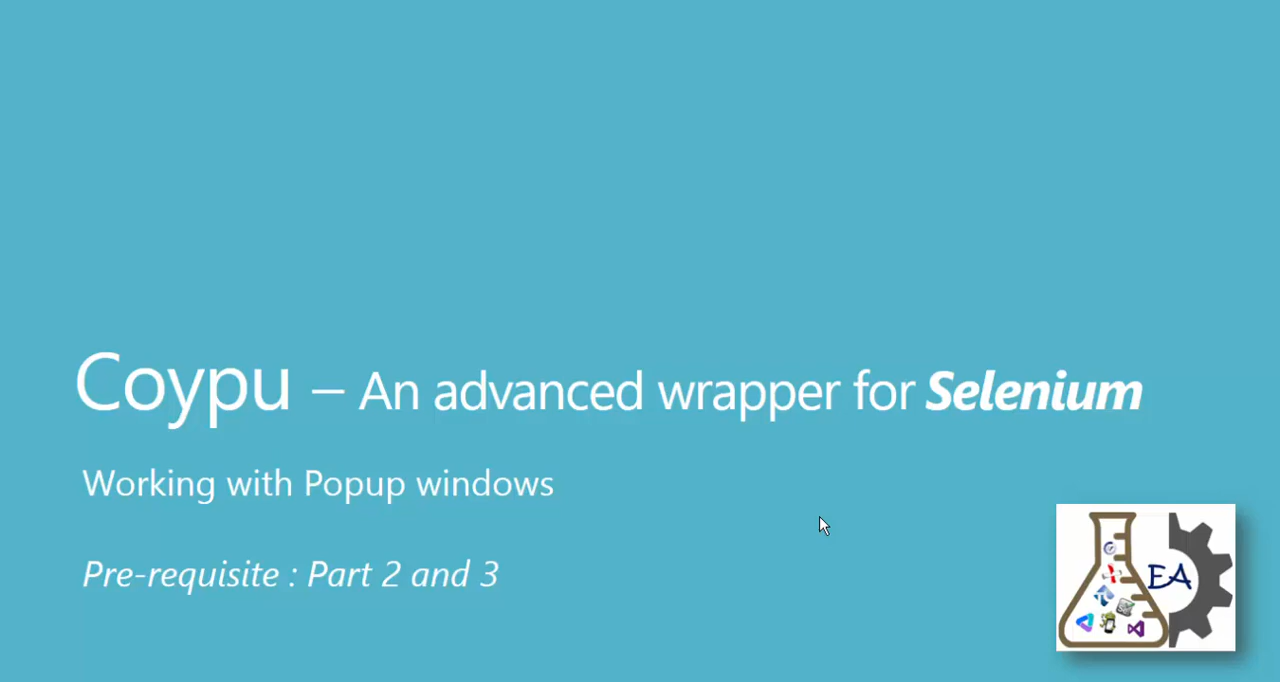 Coypu – An advanced wrapper for Selenium
Working with Popup windows
Pre-requisite : Part 2 and 3
EA